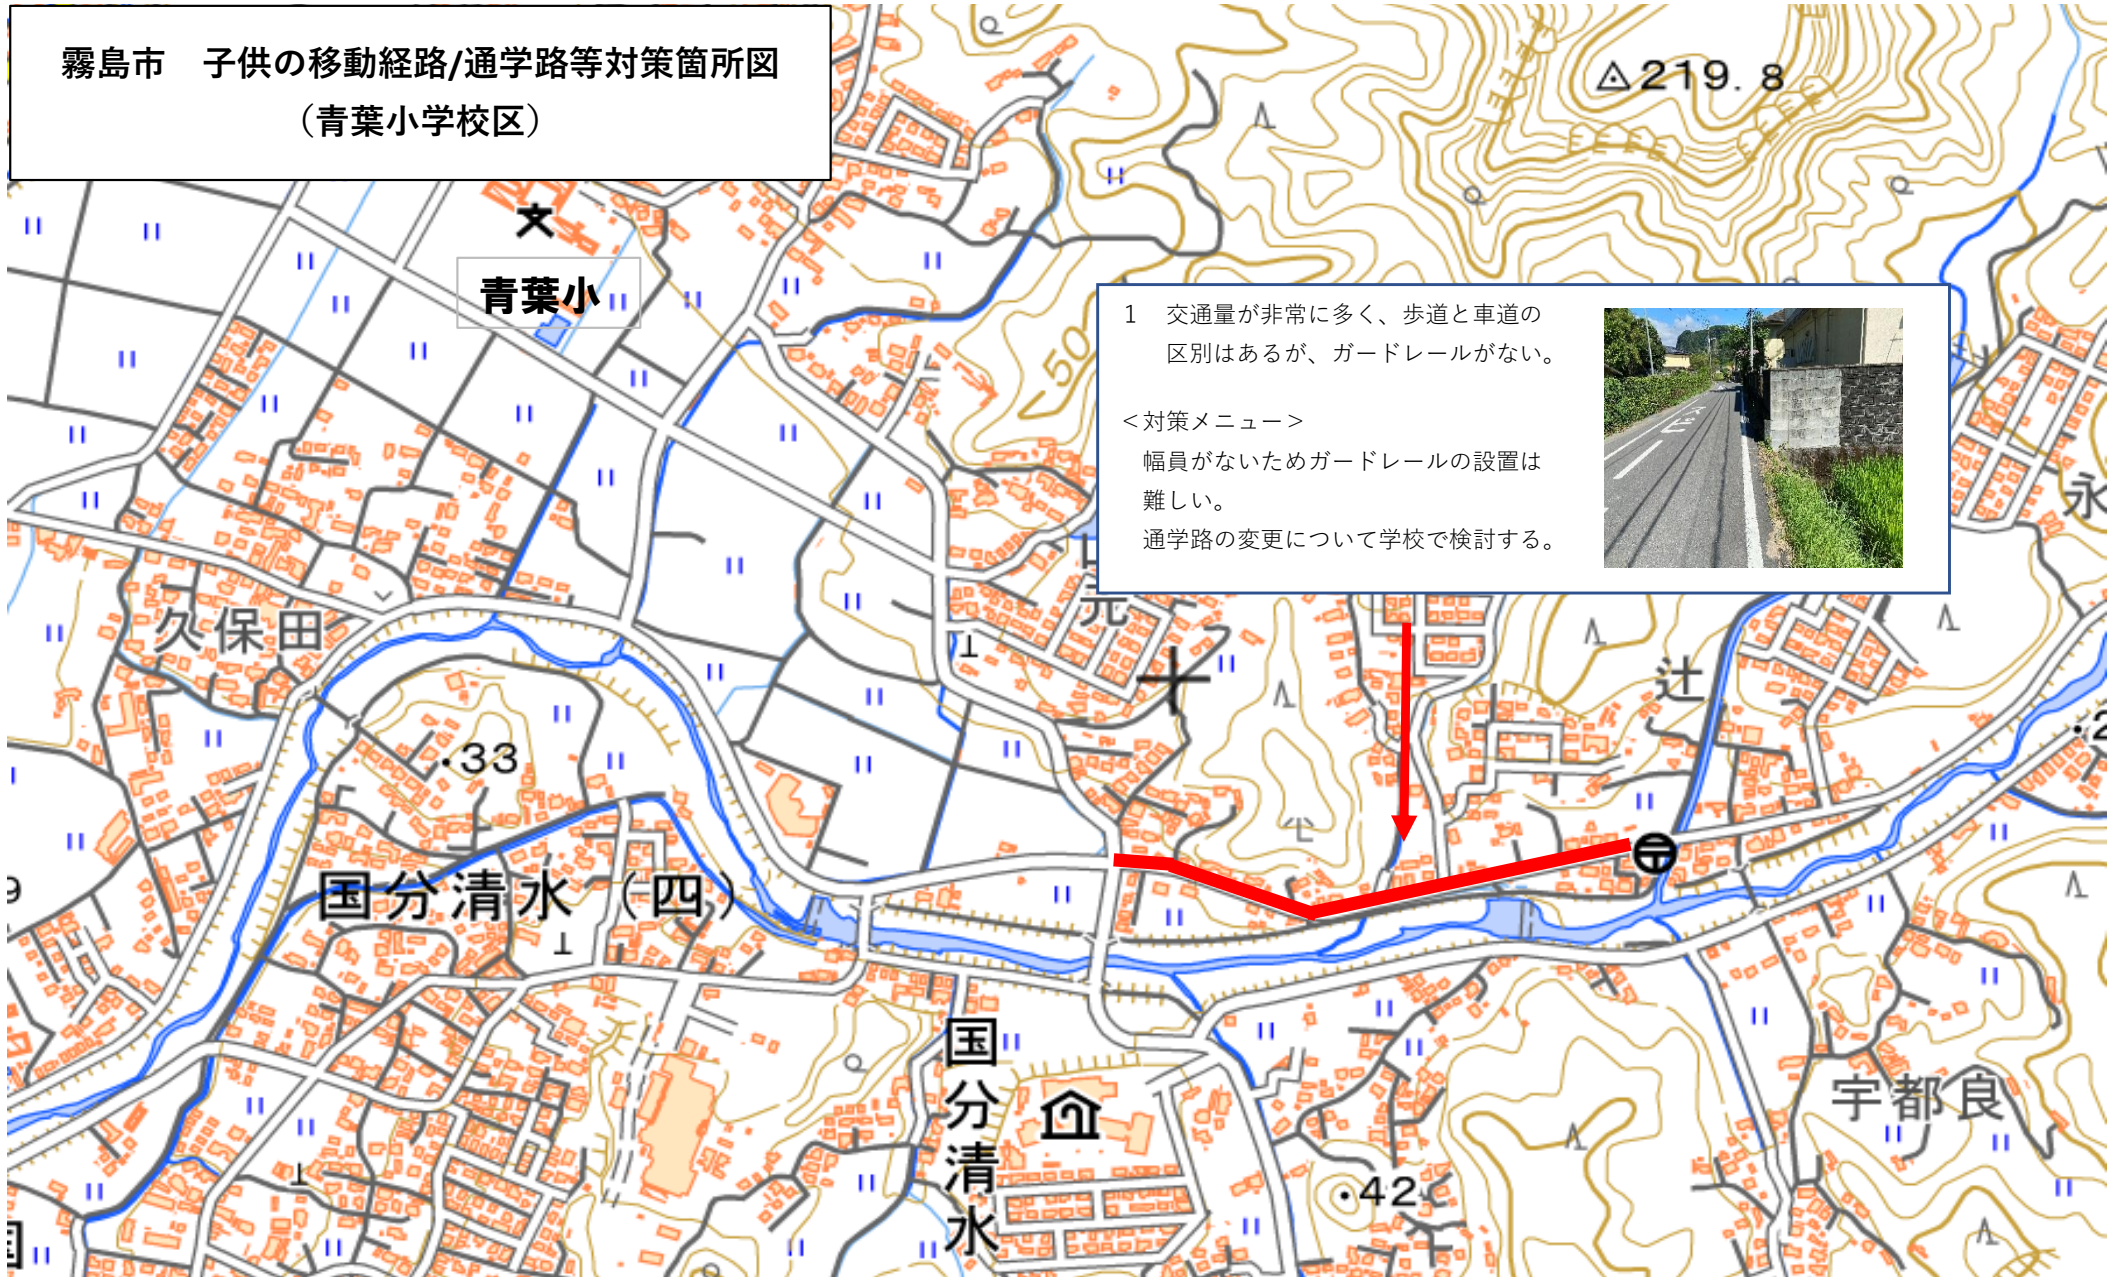 霧島市　子供の移動経路/通学路等対策箇所図
（青葉小学校区）
219.8
青葉小
50
1　交通量が非常に多く、歩道と車道の
区別はあるが、ガードレールがない。
＜対策メニュー＞
幅員がないためガードレールの設置は
難しい。
通学路の変更について学校で検討する。
永
久保田
辻
33
国分清水（四）
国分清水
宇都良
42